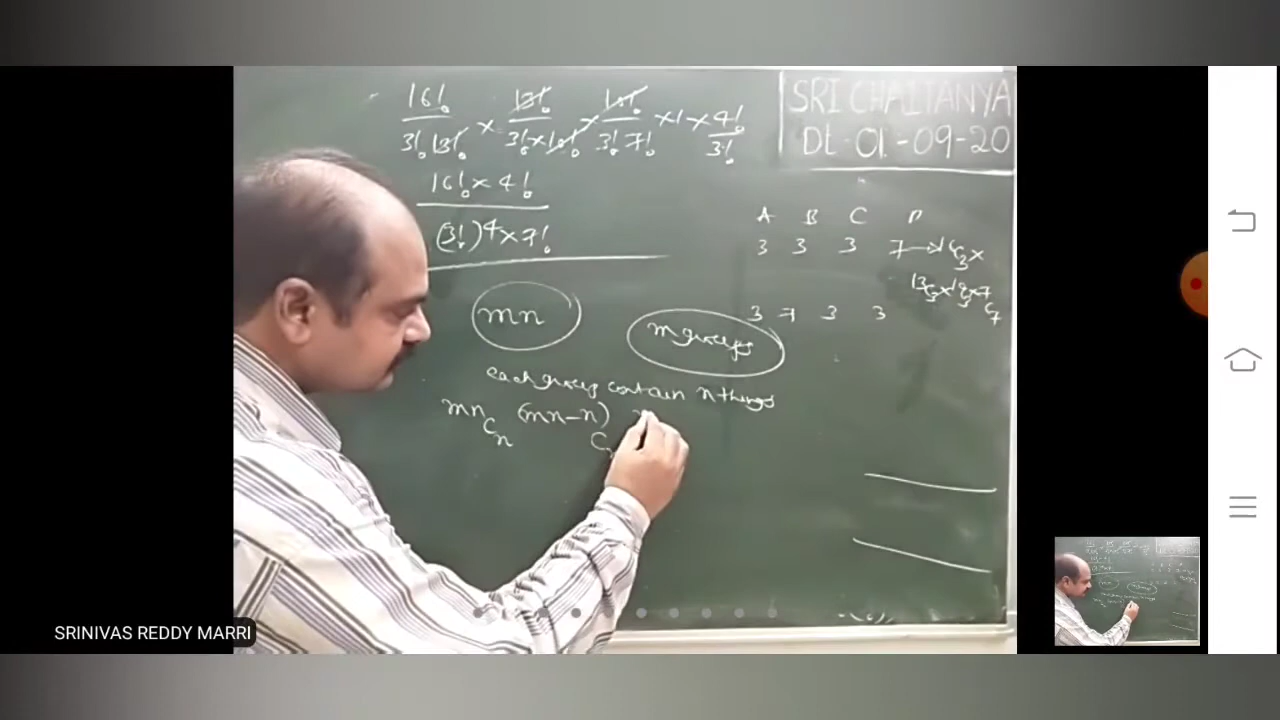 16! / 3! 13! × 13! / 3! × 10! × 10! / 3! 7! × 1 × 4! / 3!
16! × 4! / (3!)⁴ × 7!
SRI CHAITANYA
Dt-01-09-20
A B C D
3 3 3 7
3 7 3 3
mn
m groups
each group contain n things
mn C n (mn-n) C
SRINIVAS REDDY MARRI